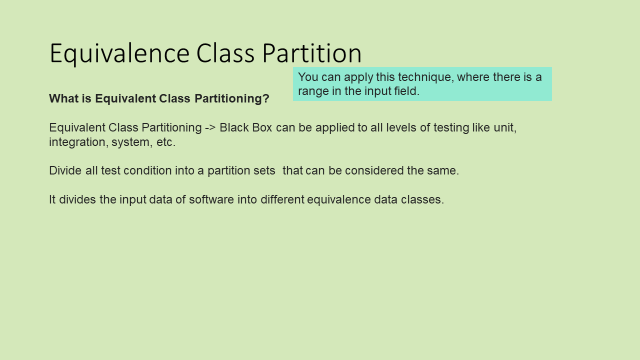 Equivalence Class Partition
You can apply this technique, where there is a
range in the input field.
What is Equivalent Class Partitioning?
Equivalent Class Partitioning -> Black Box can be applied to all levels of testing like unit,
integration, system, etc.
Divide all test condition into a partition sets  that can be considered the same.
It divides the input data of software into different equivalence data classes.